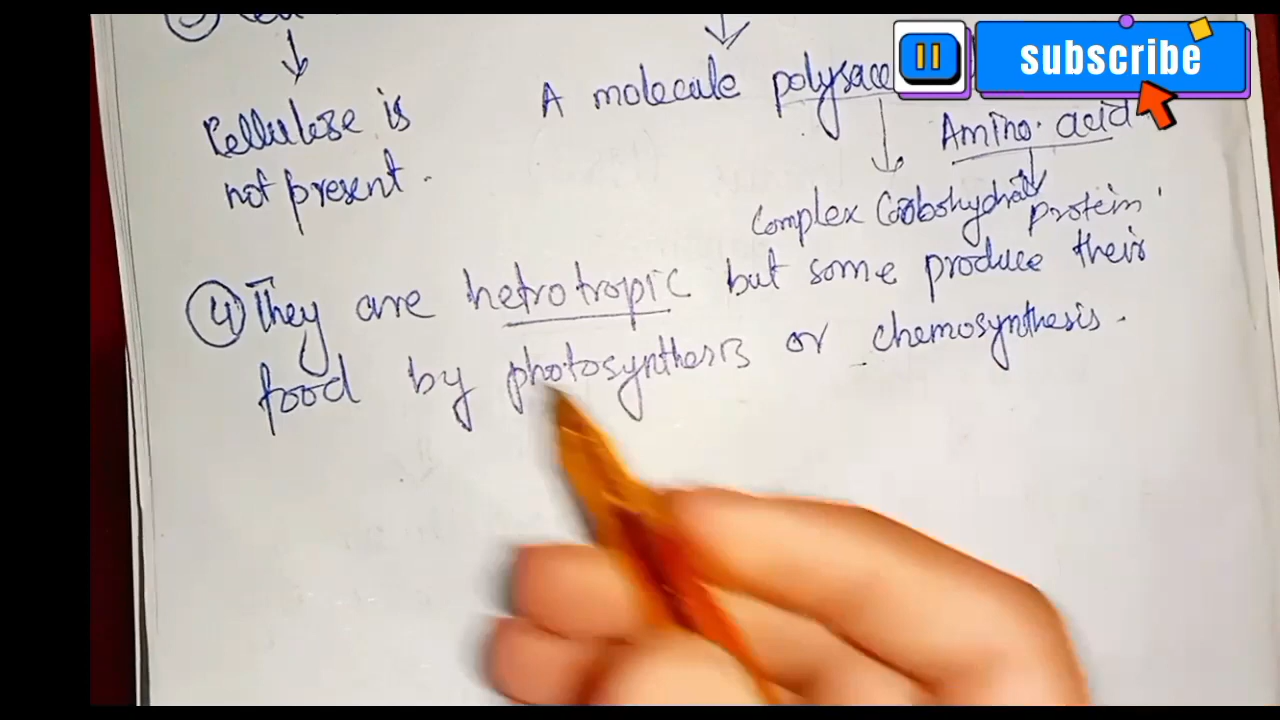 subscribe
Cellulose is
not present.
A molecule
Amino. acid
Complex Carbohydrate
protein
4 They are hetrotropic but some produce their
food by photosynthesis or chemosynthesis.